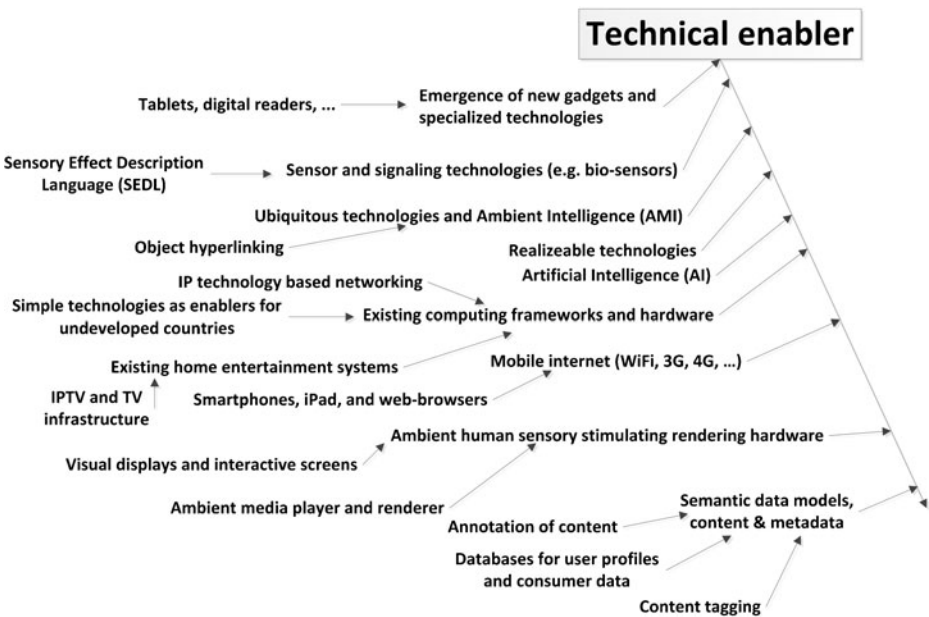 Technical enabler
Tablets, digital readers, ...
Emergence of new gadgets and
specialized technologies
Sensory Effect Description
Language (SEDL)
Sensor and signaling technologies (e.g. bio-sensors)
Ubiquitous technologies and Ambient Intelligence (AMI)
Object hyperlinking
Realizeable technologies
Artificial Intelligence (AI)
IP technology based networking
Simple technologies as enablers for
undeveloped countries
Existing computing frameworks and hardware
Existing home entertainment systems
Mobile internet (WiFi, 3G, 4G, ...)
IPTV and TV
infrastructure
Smartphones, iPad, and web-browsers
Ambient human sensory stimulating rendering hardware
Visual displays and interactive screens
Ambient media player and renderer
Semantic data models,
content & metadata
Annotation of content
Databases for user profiles
and consumer data
Content tagging